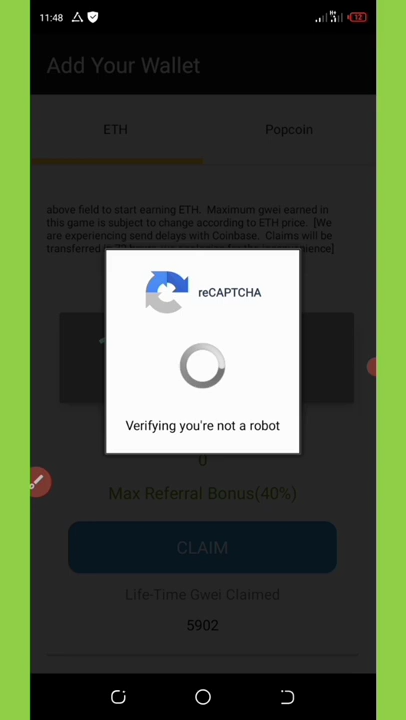 11:48
12
Add Your Wallet
ETH
Popcoin
above field to start earning ETH. Maximum gwei earned in
this game is subject to change according to ETH price. [We
are experiencing send delays with Coinbase. Claims will be
reCAPTCHA
Verifying you're not a robot
0
Max Referral Bonus(40%)
CLAIM
Life-Time Gwei Claimed
5902